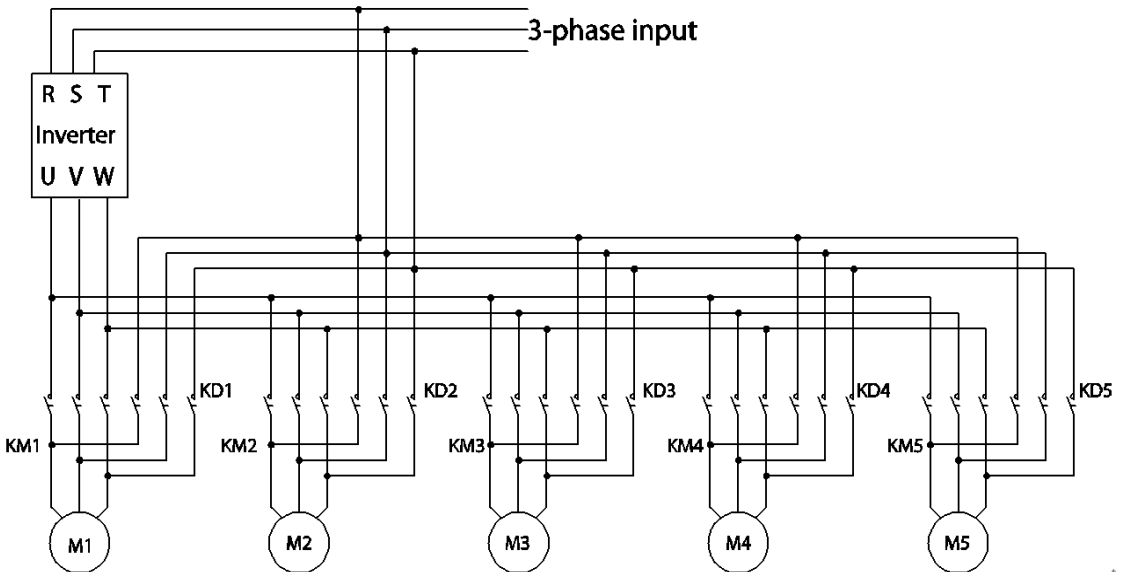 3-phase input
R S T
Inverter
U V W
KD1
KD2
KD3
KD4
KD5
KM1
KM2
KM3
KM4
KM5
M1
M2
M3
M4
M5